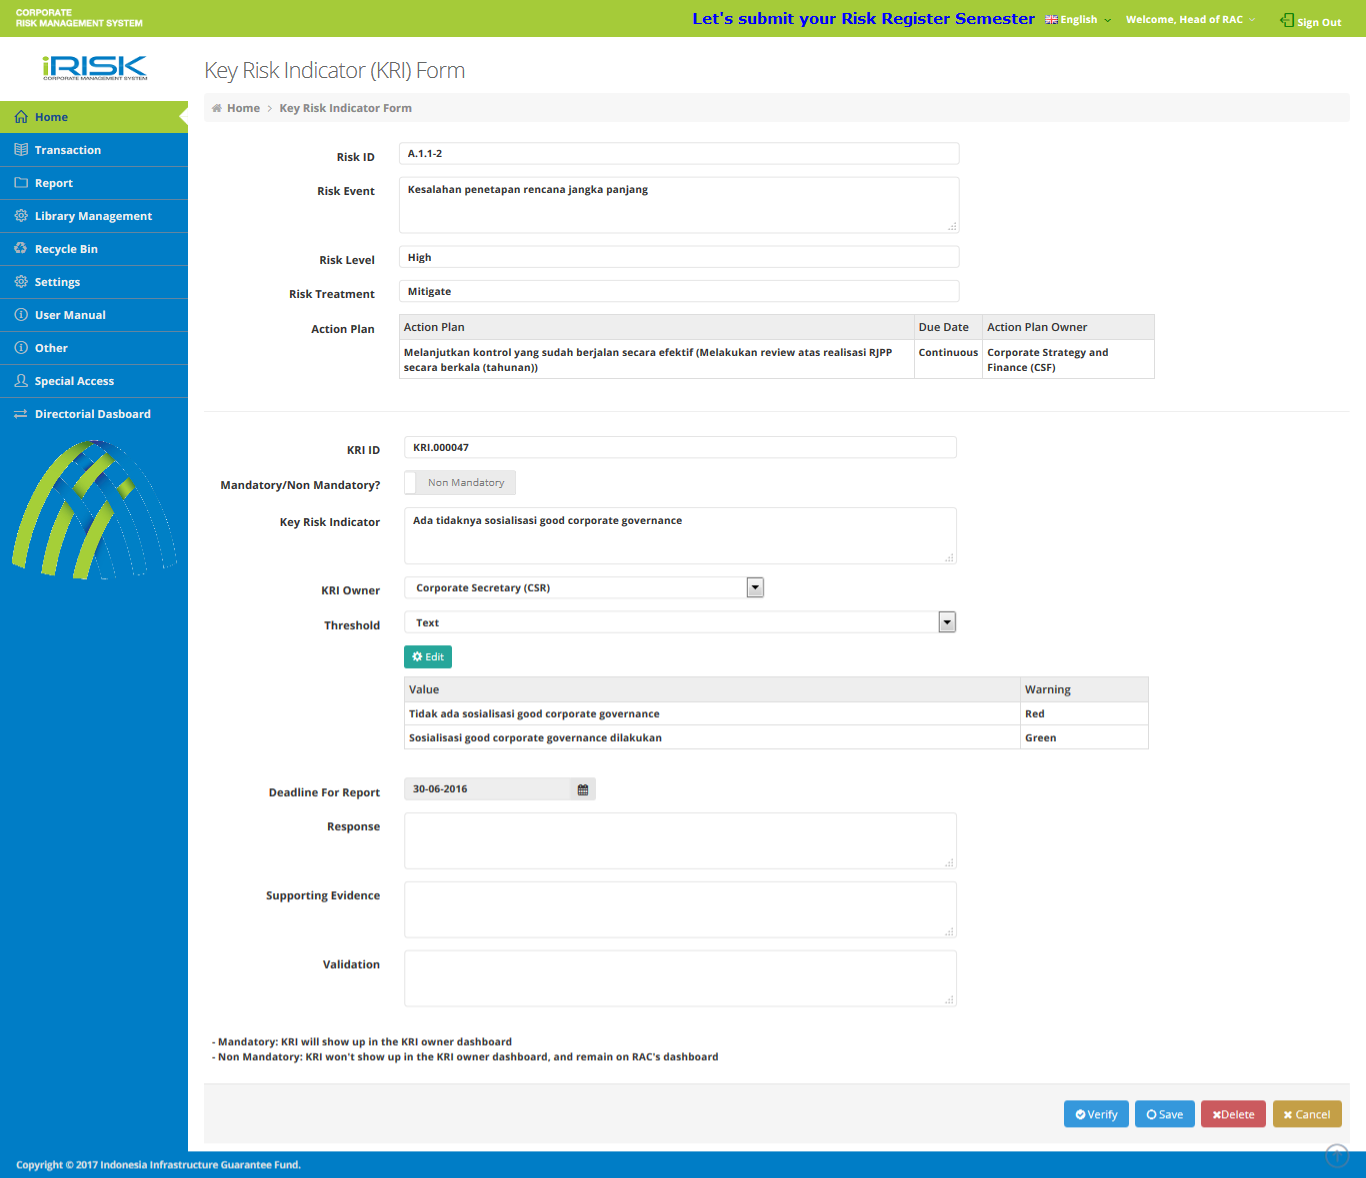 CORPORATE
RISK MANAGEMENT SYSTEM
Let's submit your Risk Register Semester
English
Welcome, Head of RAC
Sign Out
iRISK
CORPORATE MANAGEMENT SYSTEM
Key Risk Indicator (KRI) Form
Home > Key Risk Indicator Form
Home
Transaction
Report
Library Management
Recycle Bin
Settings
User Manual
Other
Special Access
Directorial Dasboard
Risk ID A.1.1-2
Risk Event Kesalahan penetapan rencana jangka panjang
Risk Level High
Risk Treatment Mitigate
Action Plan
Action Plan Due Date Action Plan Owner
Melanjutkan kontrol yang sudah berjalan secara efektif (Melakukan review atas realisasi RJPP Continuous Corporate Strategy and
secara berkala (tahunan)) Finance (CSF)
KRI ID KRI.000047
Mandatory/Non Mandatory? Non Mandatory
Key Risk Indicator Ada tidaknya sosialisasi good corporate governance
KRI Owner Corporate Secretary (CSR)
Threshold Text
Edit
Value Warning
Tidak ada sosialisasi good corporate governance Red
Sosialisasi good corporate governance dilakukan Green
Deadline For Report 30-06-2016
Response
Supporting Evidence
Validation
- Mandatory: KRI will show up in the KRI owner dashboard
- Non Mandatory: KRI won't show up in the KRI owner dashboard, and remain on RAC's dashboard
Verify Save Delete Cancel
Copyright © 2017 Indonesia Infrastructure Guarantee Fund.